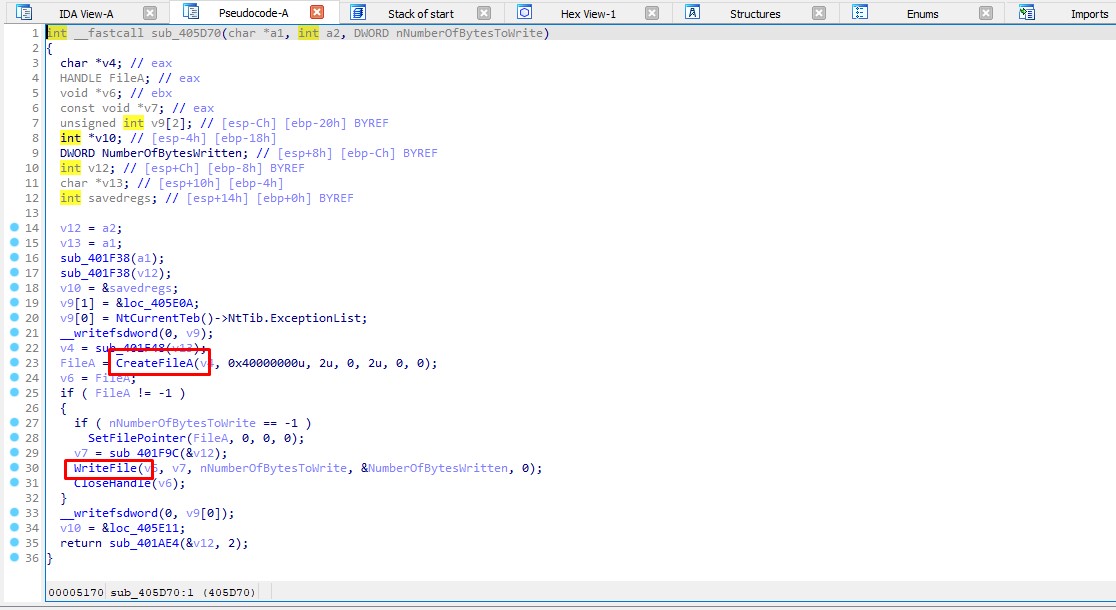 IDA View-A Pseudocode-A Stack of start Hex View-1 Structures Enums Imports
1 int __fastcall sub_405D70(char *a1, int a2, DWORD nNumberOfBytesToWrite)
2 {
3 char *v4; // eax
4 HANDLE FileA; // eax
5 void *v6; // ebx
6 const void *v7; // eax
7 unsigned int v9[2]; // [esp-Ch] [ebp-20h] BYREF
8 int *v10; // [esp-4h] [ebp-18h]
9 DWORD NumberOfBytesWritten; // [esp+8h] [ebp-Ch] BYREF
10 int v12; // [esp+Ch] [ebp-8h] BYREF
11 char *v13; // [esp+10h] [ebp-4h]
12 int savedregs; // [esp+14h] [ebp+0h] BYREF
13
14 v12 = a2;
15 v13 = a1;
16 sub_401F38(a1);
17 sub_401F38(v12);
18 v10 = &savedregs;
19 v9[1] = &loc_405E0A;
20 v9[0] = NtCurrentTeb()->NtTib.ExceptionList;
21 __writefsdword(0, v9);
22 v4 = sub_401F48(v13);
23 FileA = CreateFileA(v4, 0x40000000u, 2u, 0, 2u, 0, 0);
24 v6 = FileA;
25 if ( FileA != -1 )
26 {
27 if ( nNumberOfBytesToWrite == -1 )
28 SetFilePointer(FileA, 0, 0, 0);
29 v7 = sub_401F9C(&v12);
30 WriteFile(v6, v7, nNumberOfBytesToWrite, &NumberOfBytesWritten, 0);
31 CloseHandle(v6);
32 }
33 __writefsdword(0, v9[0]);
34 v10 = &loc_405E11;
35 return sub_401AE4(&v12, 2);
36 }
00005170 sub_405D70:1 (405D70)